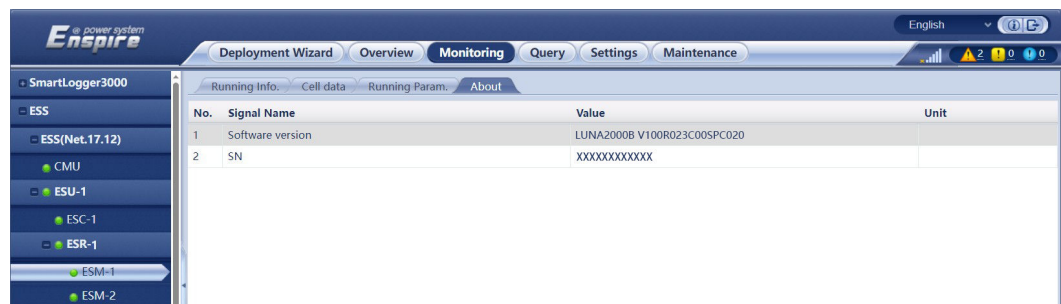 Enspire e power system
English
Deployment Wizard Overview Monitoring Query Settings Maintenance
2 0 0
SmartLogger3000
ESS
ESS(Net.17.12)
CMU
ESU-1
ESC-1
ESR-1
ESM-1
ESM-2
Running Info. Cell data Running Param. About
No. Signal Name Value Unit
1 Software version LUNA2000B V100R023C00SPC020
2 SN XXXXXXXXXXXX